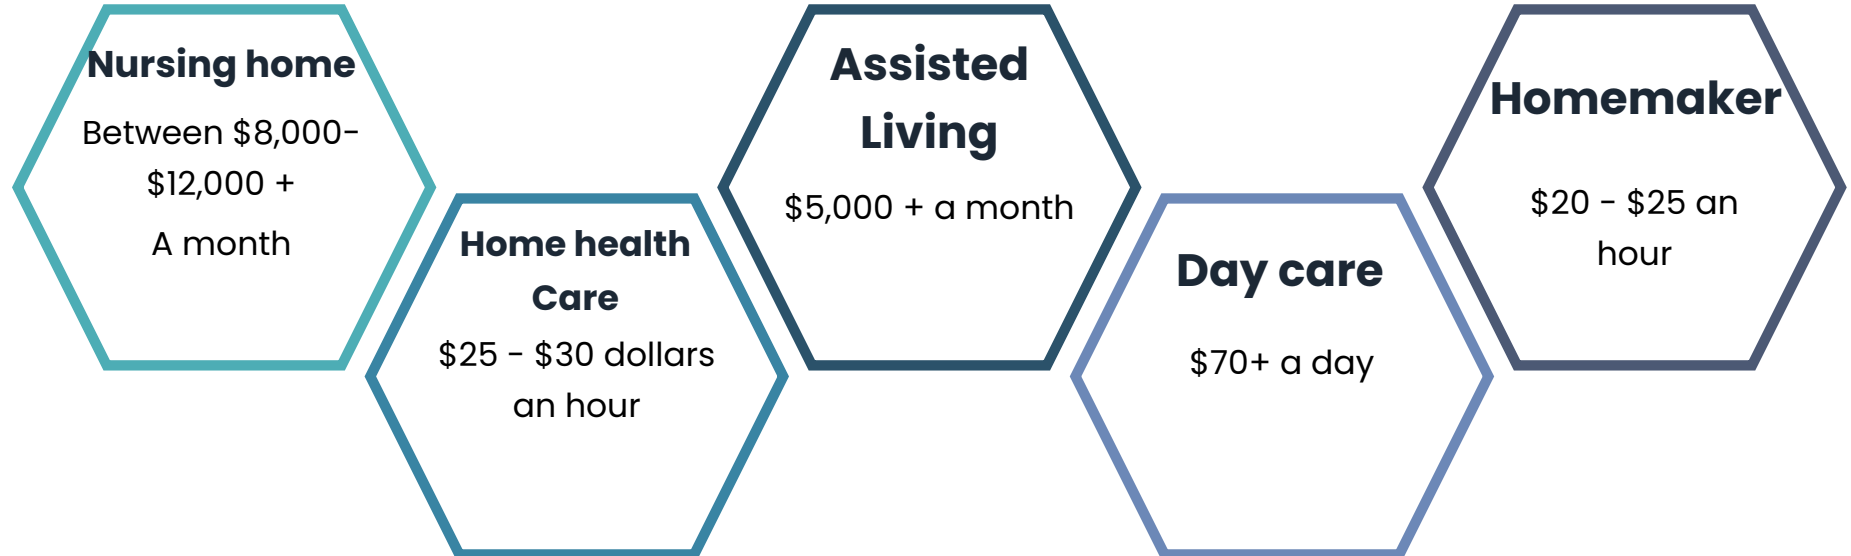 Nursing home
Between $8,000-
$12,000 +
A month
Home health
Care
$25 - $30 dollars
an hour
Assisted
Living
$5,000 + a month
Day care
$70+ a day
Homemaker
$20 - $25 an
hour